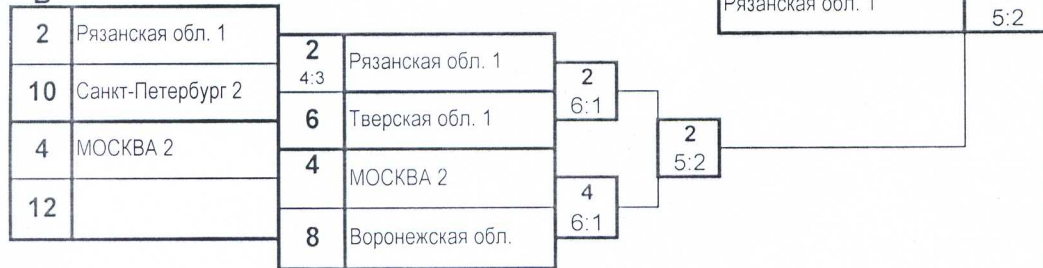 Рязанская обл. 1
5:2
2 Рязанская обл. 1
10 Санкт-Петербург 2
4 МОСКВА 2
12
2 Рязанская обл. 1
4:3
6 Тверская обл. 1
4 МОСКВА 2
8 Воронежская обл.
2
6:1
4
6:1
2
5:2